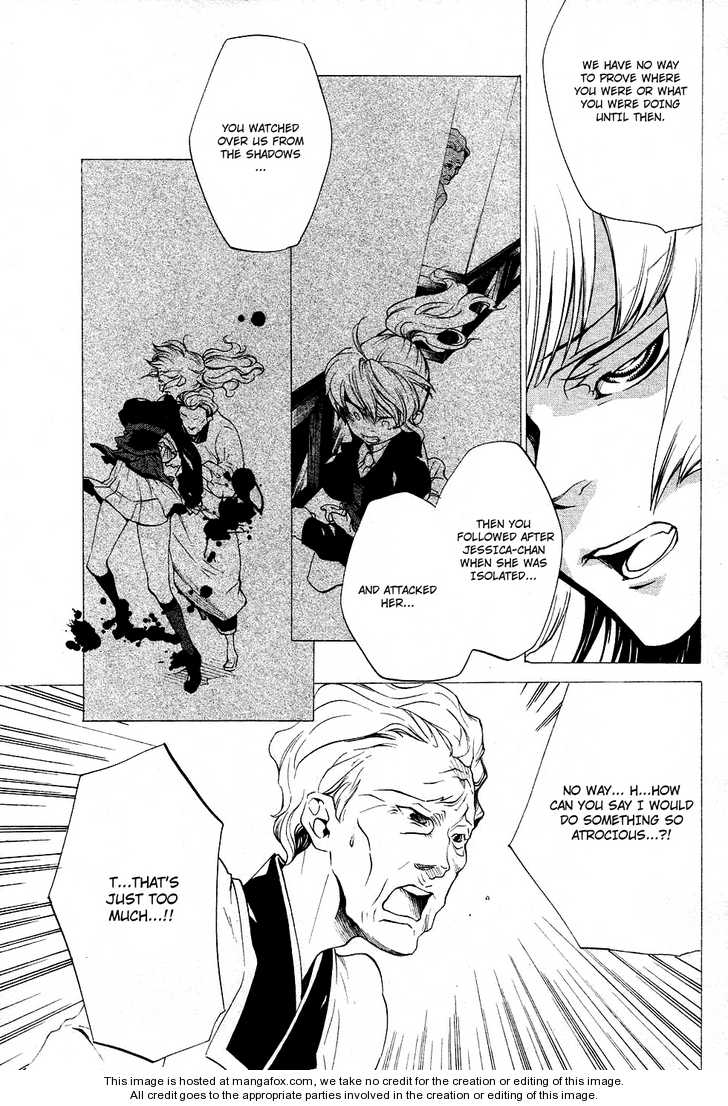 WE HAVE NO WAY
TO PROVE WHERE
YOU WERE OR WHAT
YOU WERE DOING
UNTIL THEN.
YOU WATCHED
OVER US FROM
THE SHADOWS
...
THEN YOU
FOLLOWED AFTER
JESSICA-CHAN
WHEN SHE WAS
ISOLATED...
AND ATTACKED
HER...
NO WAY... H...HOW
CAN YOU SAY I WOULD
DO SOMETHING SO
ATROCIOUS...?!
T...THAT'S
JUST TOO
MUCH...!!
This image is hosted at mangafox.com, we take no credit for the creation or editing of this image.
All credit goes to the appropriate parties involved in the creation or editing of this image.